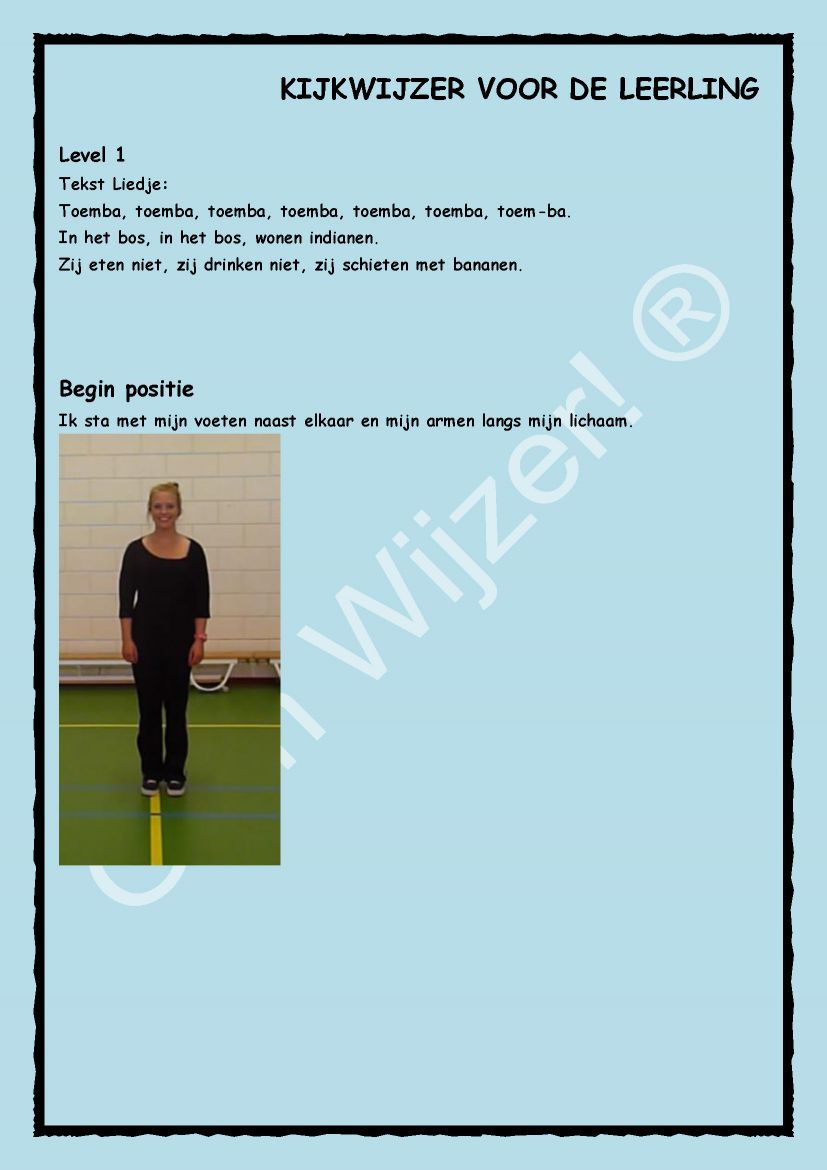 KIJKWIJZER VOOR DE LEERLING
Level 1
Tekst Liedje:
Toemba, toemba, toemba, toemba, toemba, toemba, toem-ba.
In het bos, in het bos, wonen indianen.
Zij eten niet, zij drinken niet, zij schieten met bananen.
Begin positie
Ik sta met mijn voeten naast elkaar en mijn armen langs mijn lichaam.
Wijzer! ®